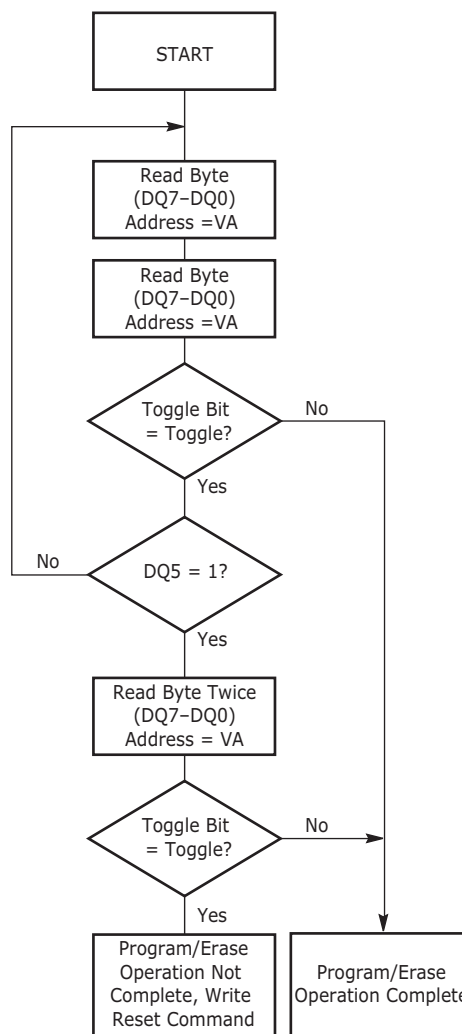 START
Read Byte
(DQ7–DQ0)
Address =VA
Read Byte
(DQ7–DQ0)
Address =VA
Toggle Bit
= Toggle?
No
Yes
No
DQ5 = 1?
Yes
Read Byte Twice
(DQ7–DQ0)
Address = VA
Toggle Bit
= Toggle?
No
Yes
Program/Erase
Operation Not
Complete, Write
Reset Command
Program/Erase
Operation Complete